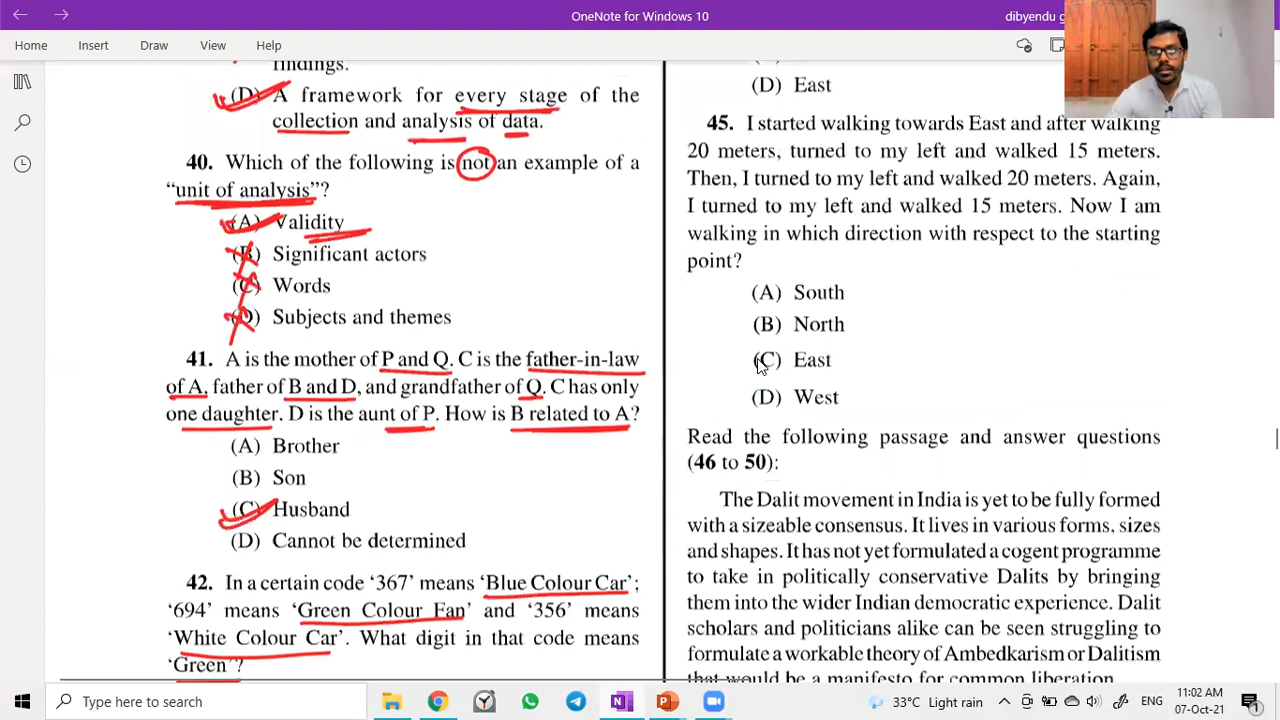 OneNote for Windows 10
dibyendu g
Home Insert Draw View Help
findings.
(D) A framework for every stage of the
collection and analysis of data.
40. Which of the following is not an example of a
“unit of analysis”?
(A) Validity
(B) Significant actors
(C) Words
(D) Subjects and themes
41. A is the mother of P and Q. C is the father-in-law
of A, father of B and D, and grandfather of Q. C has only
one daughter. D is the aunt of P. How is B related to A?
(A) Brother
(B) Son
(C) Husband
(D) Cannot be determined
42. In a certain code ‘367’ means ‘Blue Colour Car’;
‘694’ means ‘Green Colour Fan’ and ‘356’ means
‘White Colour Car’. What digit in that code means
‘Green’?
(D) East
45. I started walking towards East and after walking
20 meters, turned to my left and walked 15 meters.
Then, I turned to my left and walked 20 meters. Again,
I turned to my left and walked 15 meters. Now I am
walking in which direction with respect to the starting
point?
(A) South
(B) North
(C) East
(D) West
Read the following passage and answer questions
(46 to 50):
The Dalit movement in India is yet to be fully formed
with a sizeable consensus. It lives in various forms, sizes
and shapes. It has not yet formulated a cogent programme
to take in politically conservative Dalits by bringing
them into the wider Indian democratic experience. Dalit
scholars and politicians alike can be seen struggling to
formulate a workable theory of Ambedkarism or Dalitism
that would be a manifesto for common liberation.
Type here to search
33°C Light rain
ENG
11:02 AM
07-Oct-21